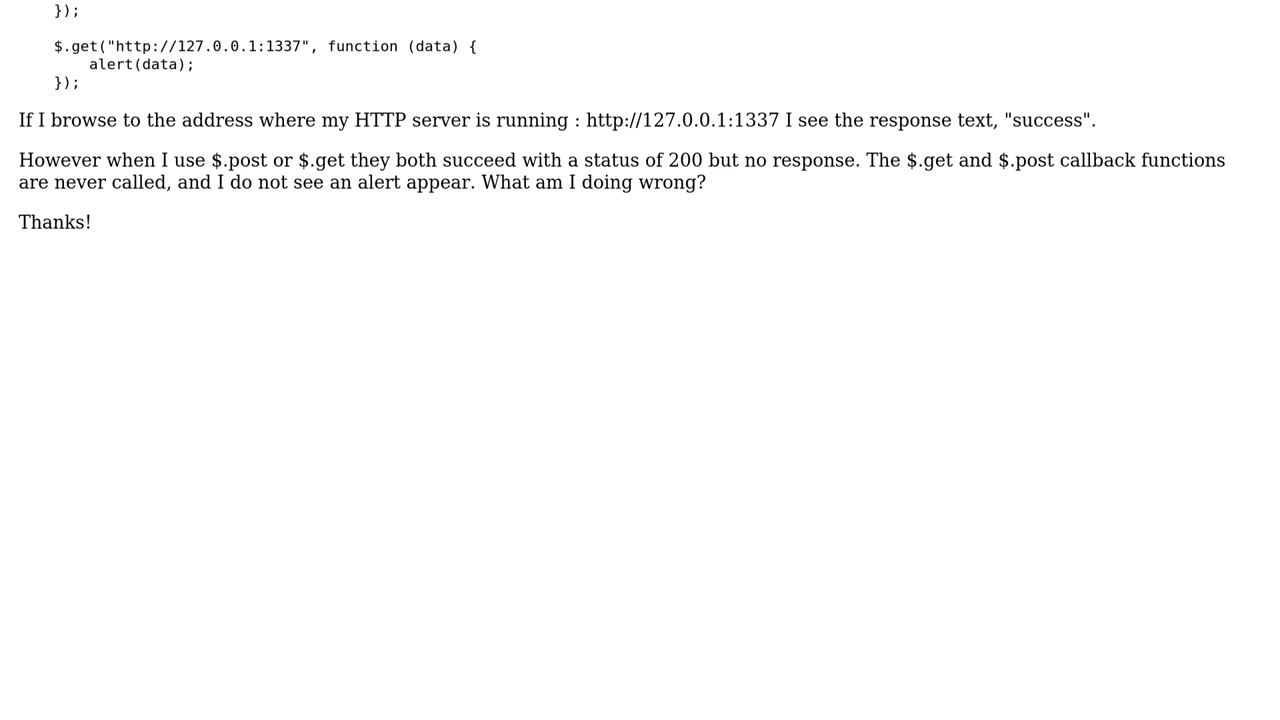 });
$.get("http://127.0.0.1:1337", function (data) {
    alert(data);
});
If I browse to the address where my HTTP server is running : http://127.0.0.1:1337 I see the response text, "success".
However when I use $.post or $.get they both succeed with a status of 200 but no response. The $.get and $.post callback functions
are never called, and I do not see an alert appear. What am I doing wrong?
Thanks!